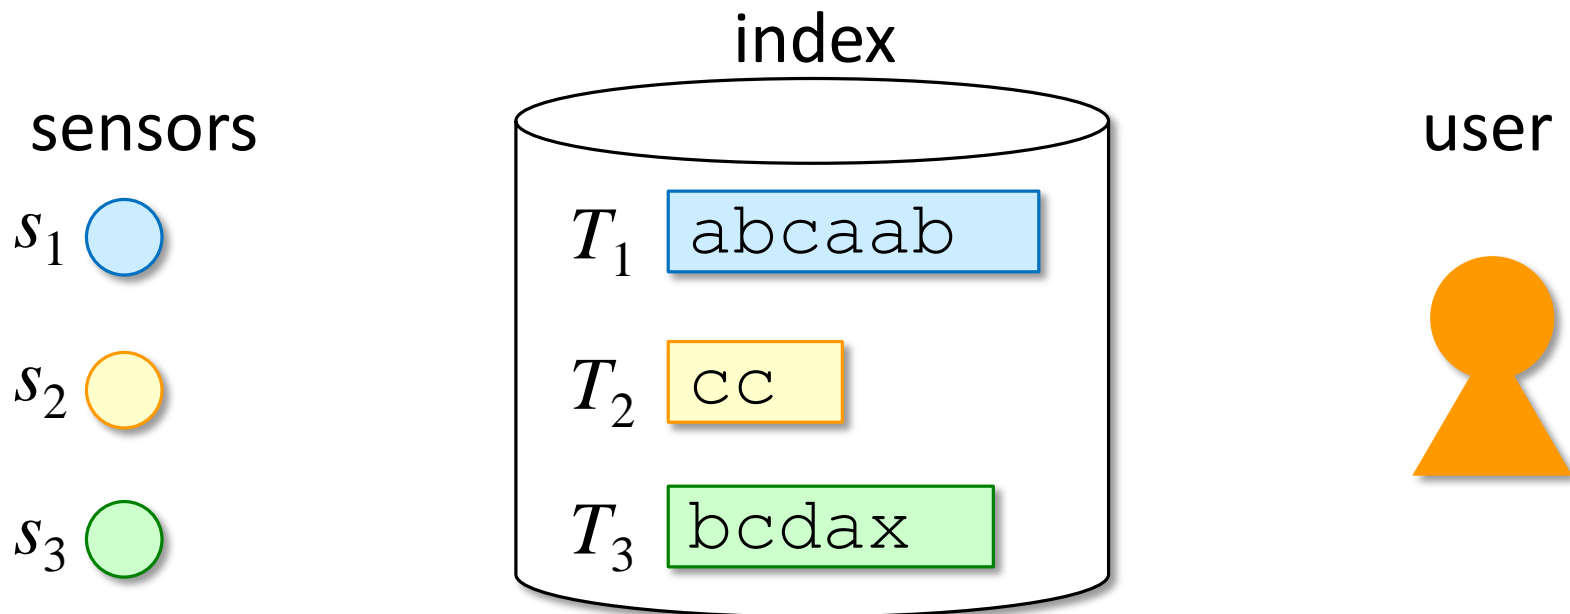 index
sensors
user
s1
T1 abcaab
s2
T2 cc
s3
T3 bcdax